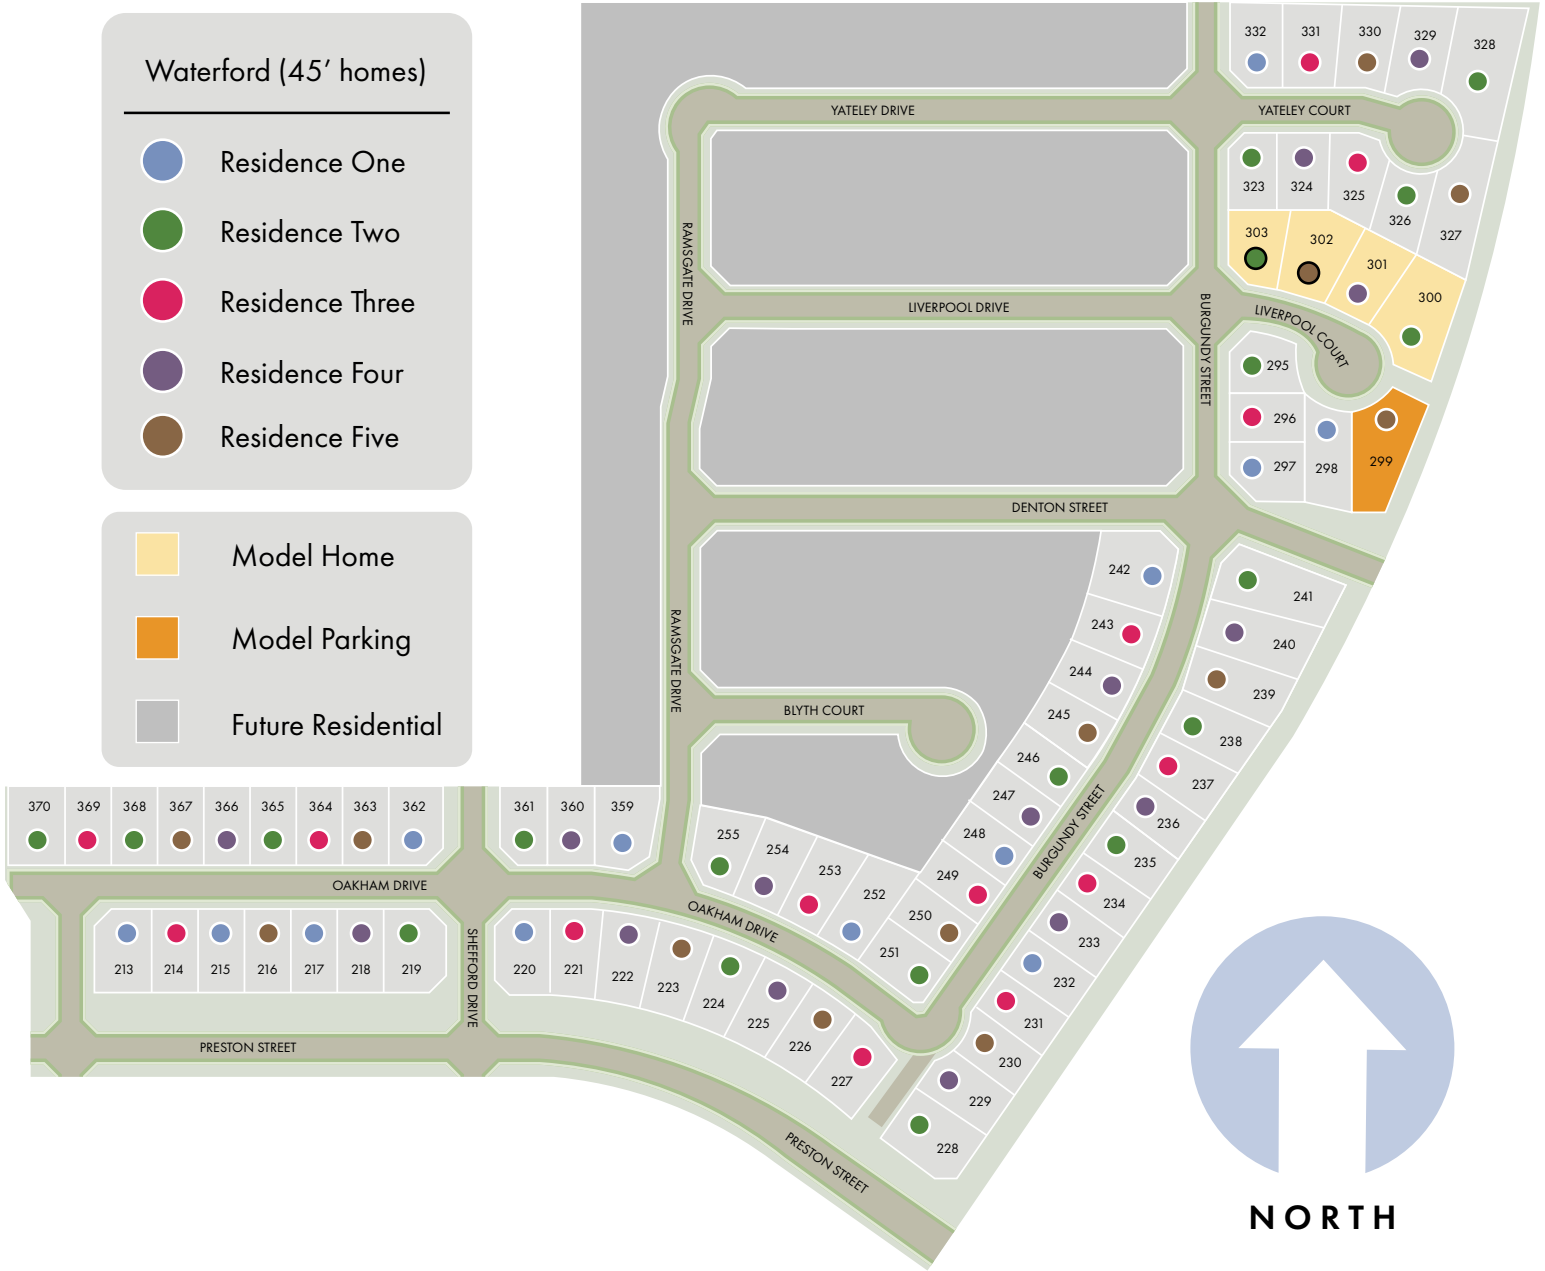 Waterford (45’ homes)
Residence One
Residence Two
Residence Three
Residence Four
Residence Five
Model Home
Model Parking
Future Residential
332
331
330
329
328
YATELEY DRIVE
YATELEY COURT
323
324
325
326
327
303
302
301
300
RAMSGATE DRIVE
LIVERPOOL DRIVE
BURGUNDY STREET
LIVERPOOL COURT
295
296
297
298
299
DENTON STREET
242
243
244
245
246
247
248
249
250
251
241
240
239
238
237
236
235
234
233
232
231
230
229
228
RAMSGATE DRIVE
BLYTH COURT
BURGUNDY STREET
370
369
368
367
366
365
364
363
362
361
360
359
255
254
253
252
OAKHAM DRIVE
OAKHAM DRIVE
213
214
215
216
217
218
219
SHEFFORD DRIVE
220
221
222
223
224
225
226
227
PRESTON STREET
PRESTON STREET
NORTH